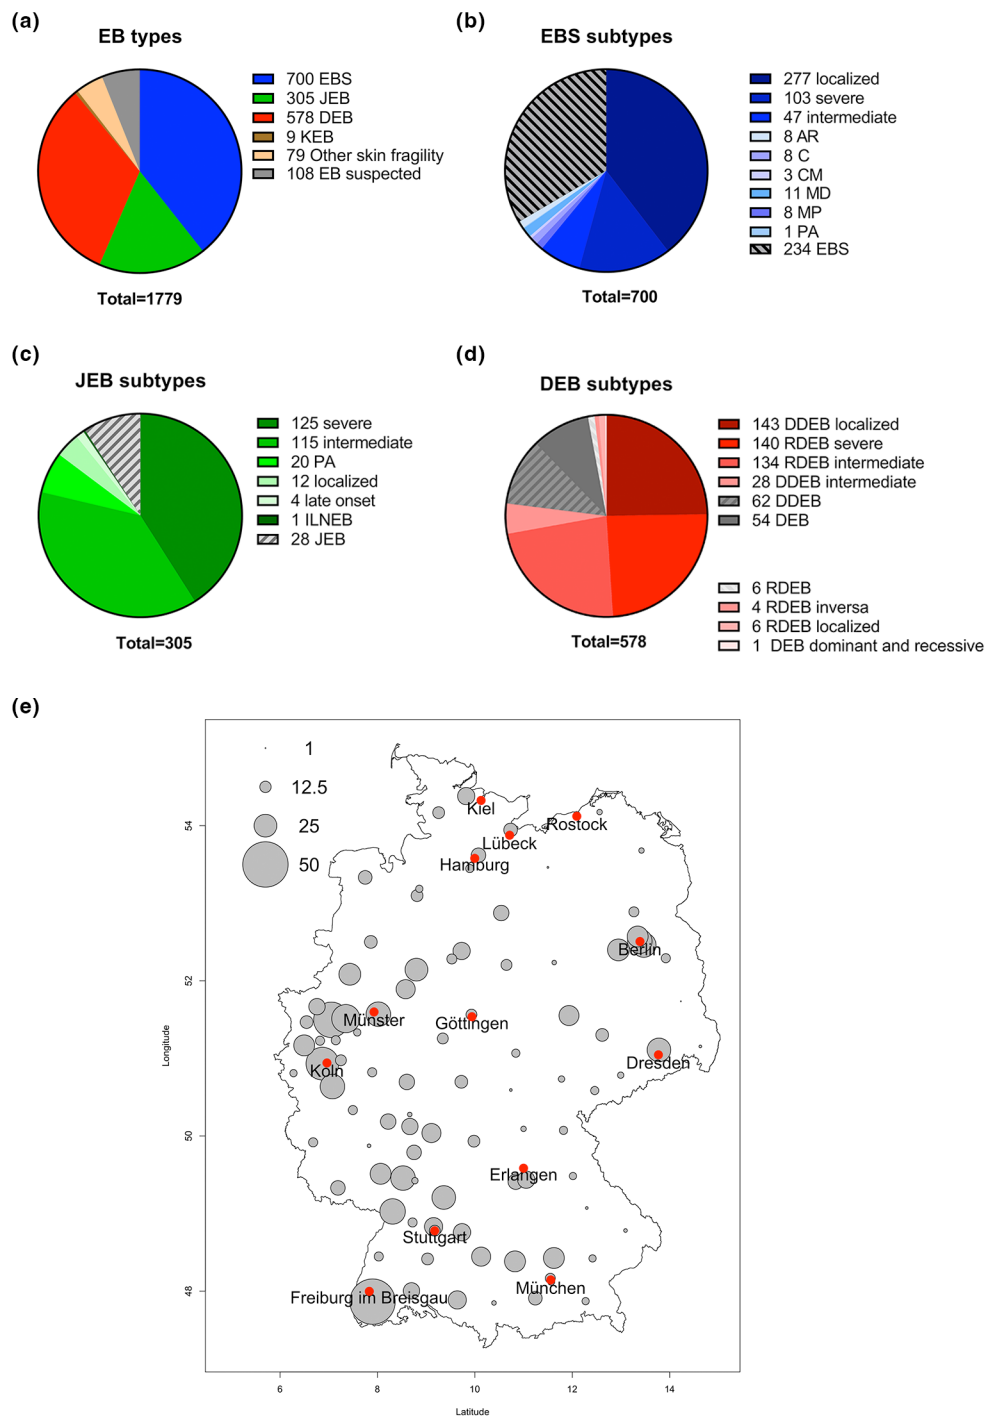 (a)
EB types
700 EBS
305 JEB
578 DEB
9 KEB
79 Other skin fragility
108 EB suspected
Total=1779
(b)
EBS subtypes
277 localized
103 severe
47 intermediate
8 AR
8 C
3 CM
11 MD
8 MP
1 PA
234 EBS
Total=700
(c)
JEB subtypes
125 severe
115 intermediate
20 PA
12 localized
4 late onset
1 ILNEB
28 JEB
Total=305
(d)
DEB subtypes
143 DDEB localized
140 RDEB severe
134 RDEB intermediate
28 DDEB intermediate
62 DDEB
54 DEB
6 RDEB
4 RDEB inversa
6 RDEB localized
1 DEB dominant and recessive
Total=578
(e)
1
12.5
25
50
Kiel
Rostock
Lübeck
Hamburg
Berlin
Münster
Göttingen
Dresden
Köln
Erlangen
Stuttgart
München
Freiburg im Breisgau
54
52
50
48
Longitude
6
8
10
12
14
Latitude